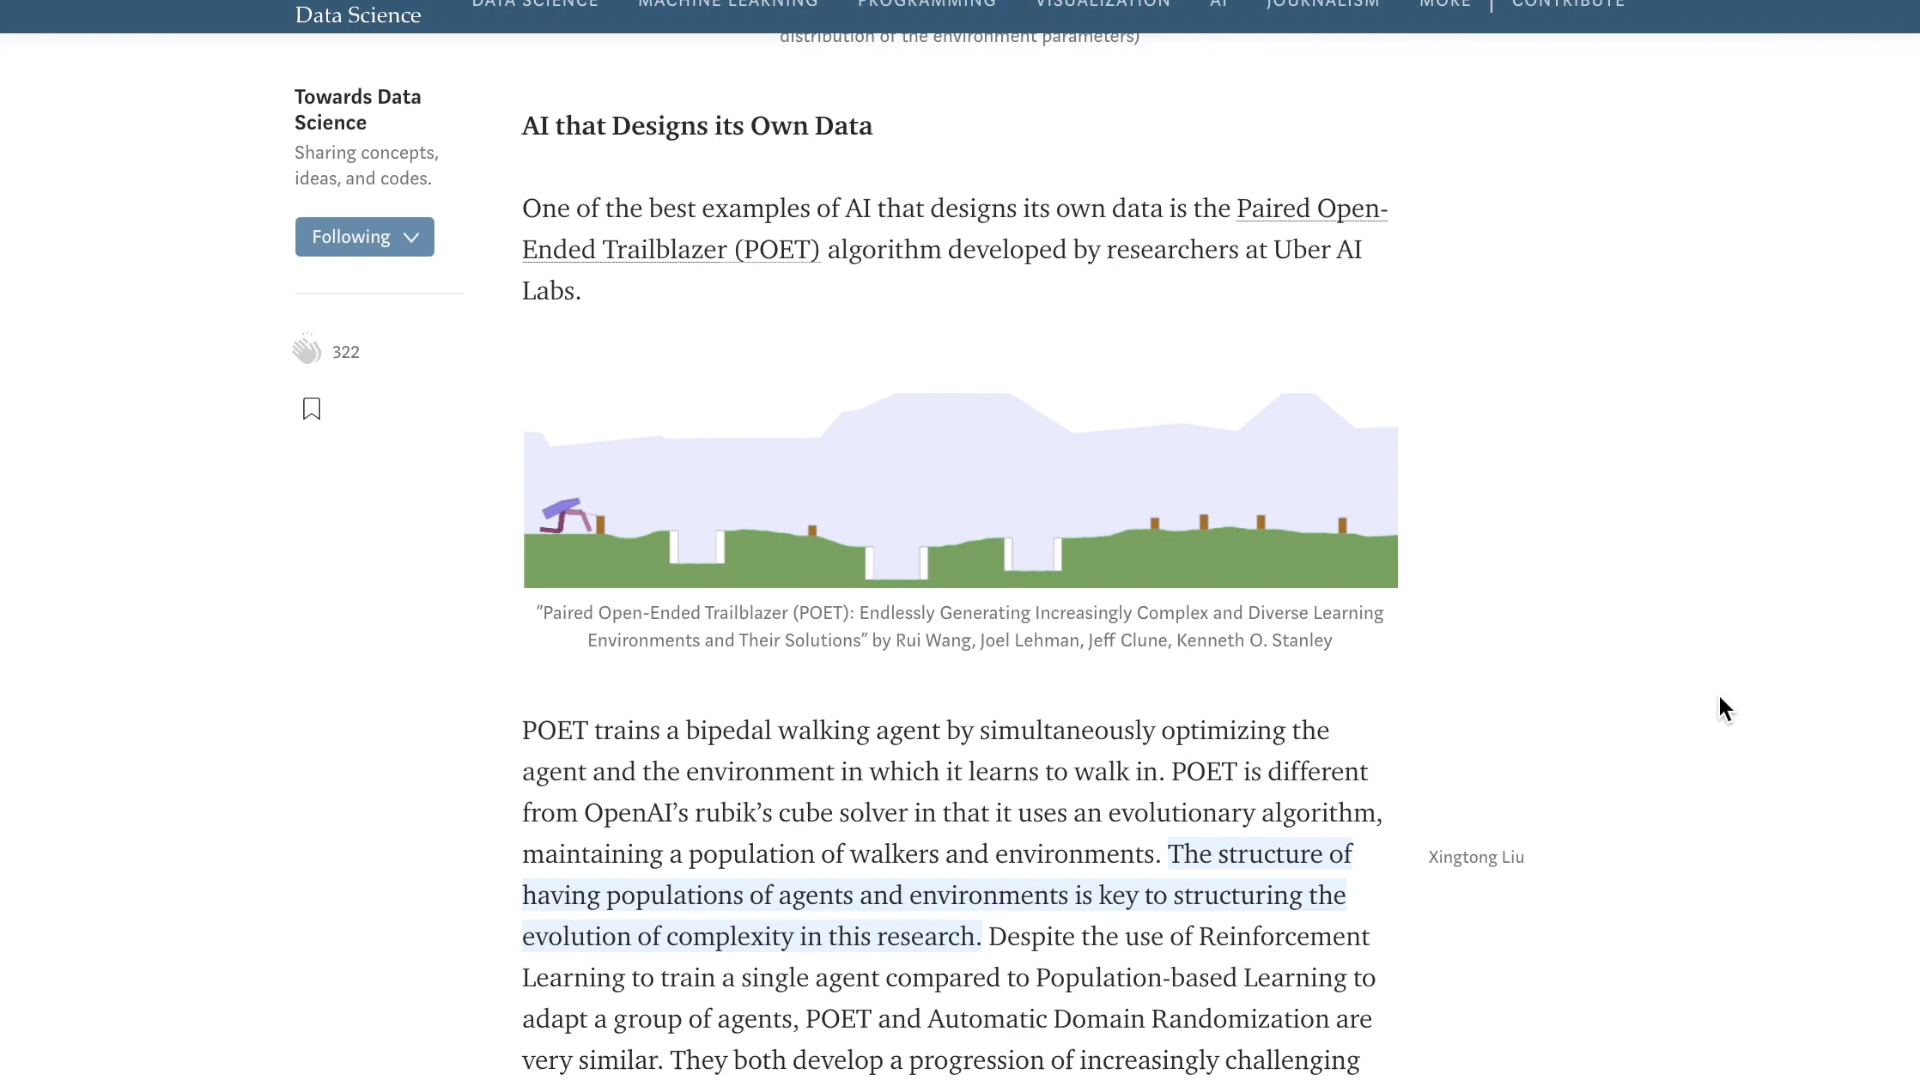 Data Science
DATA SCIENCE MACHINE LEARNING PROGRAMMING VISUALIZATION AI JOURNALISM MORE CONTRIBUTE
distribution of the environment parameters)
Towards Data
Science
Sharing concepts,
ideas, and codes.
Following
322
AI that Designs its Own Data
One of the best examples of AI that designs its own data is the Paired Open-
Ended Trailblazer (POET) algorithm developed by researchers at Uber AI
Labs.
"Paired Open-Ended Trailblazer (POET): Endlessly Generating Increasingly Complex and Diverse Learning
Environments and Their Solutions" by Rui Wang, Joel Lehman, Jeff Clune, Kenneth O. Stanley
POET trains a bipedal walking agent by simultaneously optimizing the
agent and the environment in which it learns to walk in. POET is different
from OpenAI’s rubik’s cube solver in that it uses an evolutionary algorithm,
maintaining a population of walkers and environments. The structure of
having populations of agents and environments is key to structuring the
evolution of complexity in this research. Despite the use of Reinforcement
Learning to train a single agent compared to Population-based Learning to
adapt a group of agents, POET and Automatic Domain Randomization are
very similar. They both develop a progression of increasingly challenging
Xingtong Liu